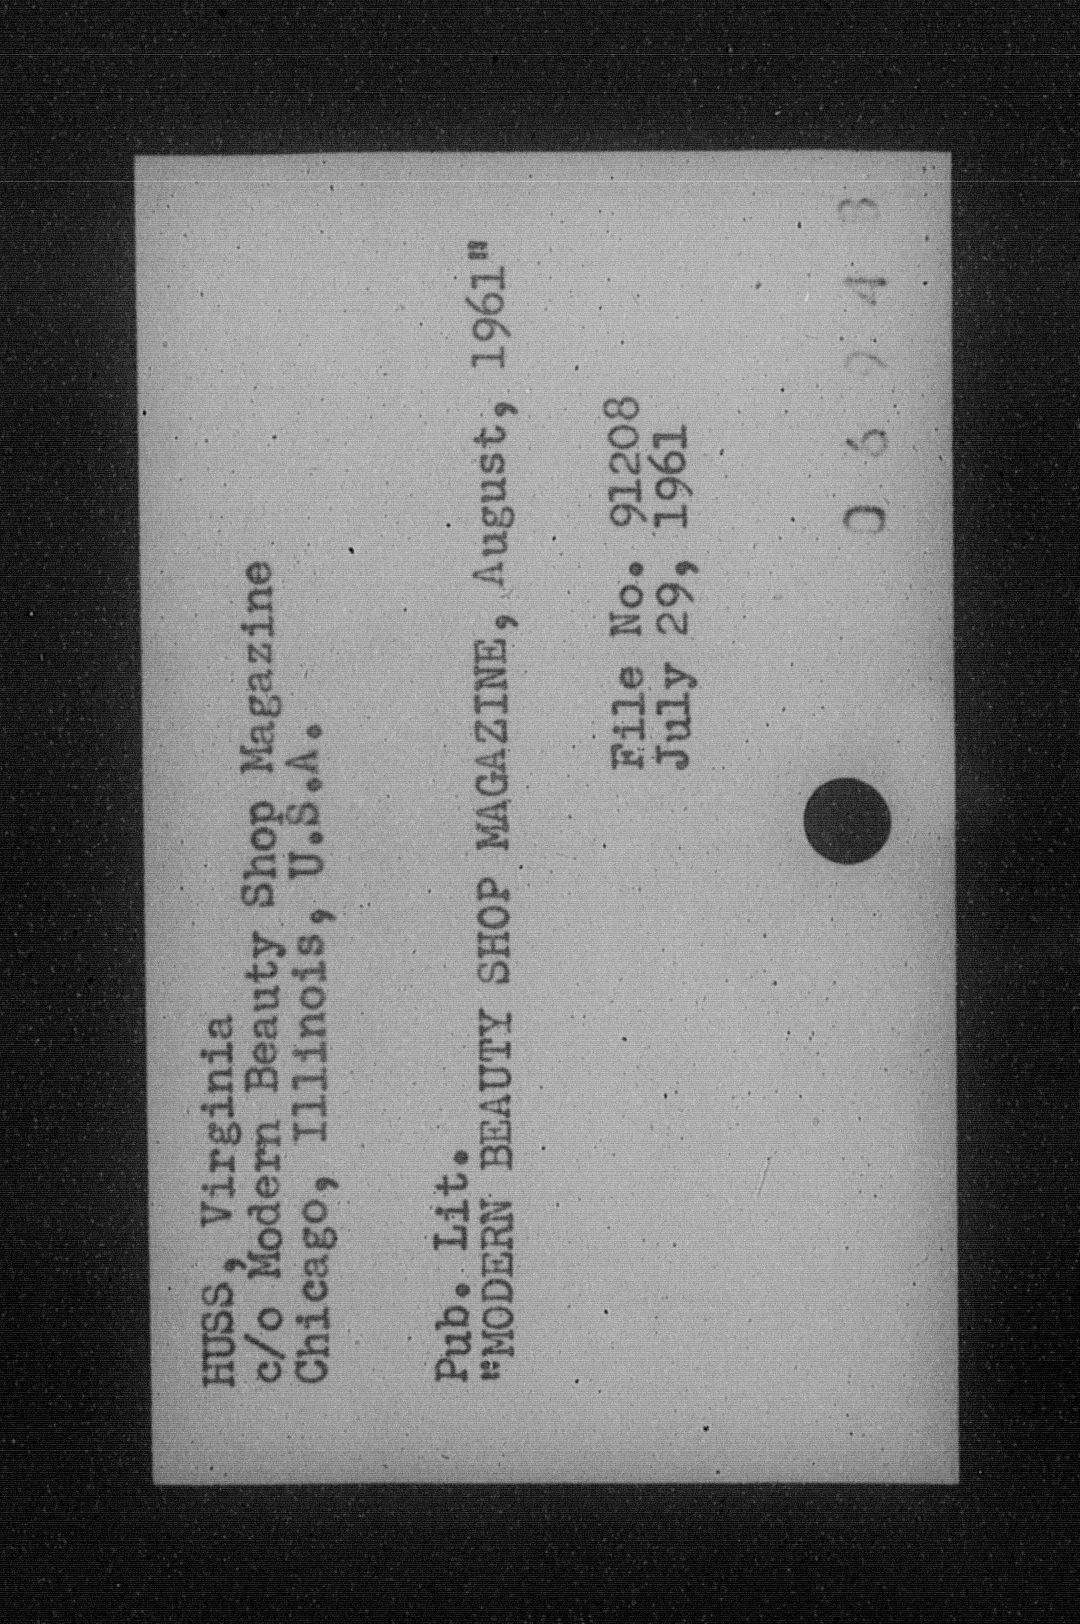 HUSS, Virginia
c/o Modern Beauty Shop Magazine
Chicago, Illinois, U.S.A.
Pub. Lit.
"MODERN BEAUTY SHOP MAGAZINE, August, 1961"
File No. 91208
July 29, 1961